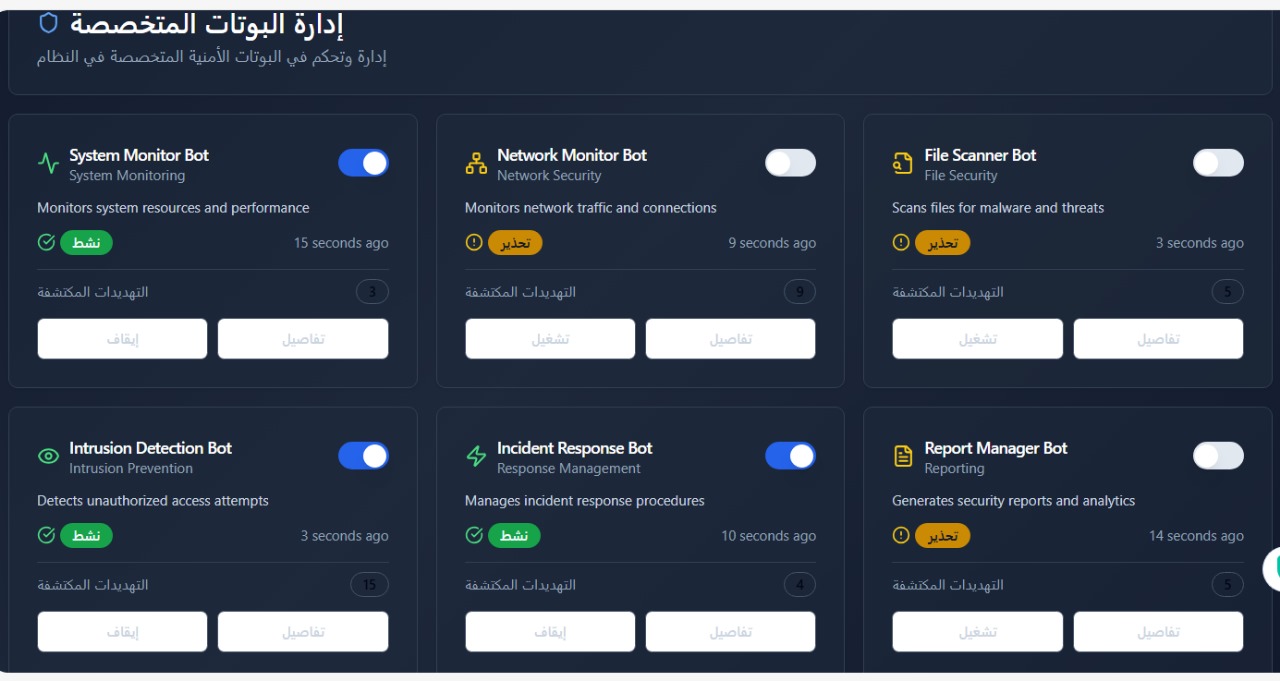 إدارة البوتات المتخصصة
إدارة وتحكم في البوتات الأمنية المتخصصة في النظام
System Monitor Bot
System Monitoring
Monitors system resources and performance
نشط
15 seconds ago
التهديدات المكتشفة
3
إيقاف
تفاصيل
Network Monitor Bot
Network Security
Monitors network traffic and connections
تحذير
9 seconds ago
التهديدات المكتشفة
9
تشغيل
تفاصيل
File Scanner Bot
File Security
Scans files for malware and threats
تحذير
3 seconds ago
التهديدات المكتشفة
5
تشغيل
تفاصيل
Intrusion Detection Bot
Intrusion Prevention
Detects unauthorized access attempts
نشط
3 seconds ago
التهديدات المكتشفة
15
إيقاف
تفاصيل
Incident Response Bot
Response Management
Manages incident response procedures
نشط
10 seconds ago
التهديدات المكتشفة
4
إيقاف
تفاصيل
Report Manager Bot
Reporting
Generates security reports and analytics
تحذير
14 seconds ago
التهديدات المكتشفة
5
تشغيل
تفاصيل